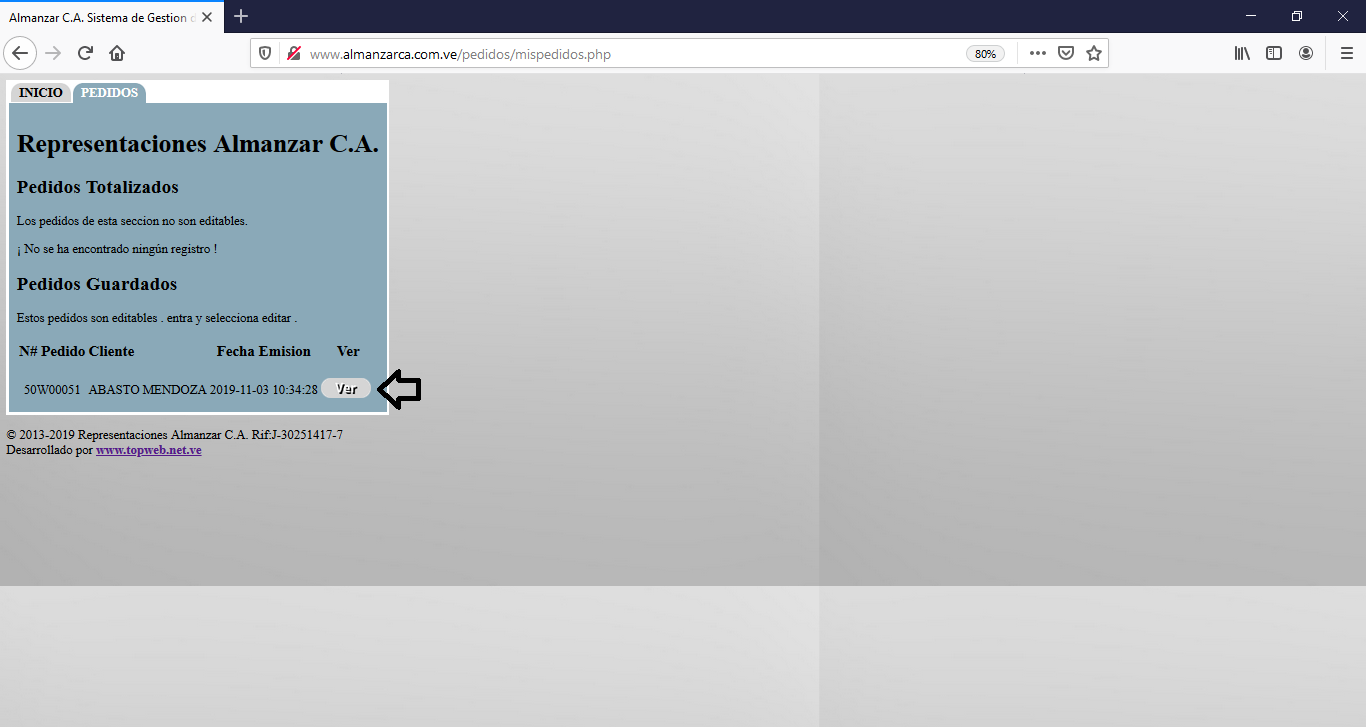 Almanzar C.A. Sistema de Gestion d
www.almanzarca.com.ve/pedidos/mispedidos.php
80%
INICIO
PEDIDOS
Representaciones Almanzar C.A.
Pedidos Totalizados
Los pedidos de esta seccion no son editables.
¡ No se ha encontrado ningún registro !
Pedidos Guardados
Estos pedidos son editables . entra y selecciona editar .
N# Pedido Cliente Fecha Emision Ver
50W00051 ABASTO MENDOZA 2019-11-03 10:34:28 Ver
© 2013-2019 Representaciones Almanzar C.A. Rif:J-30251417-7
Desarrollado por www.topweb.net.ve